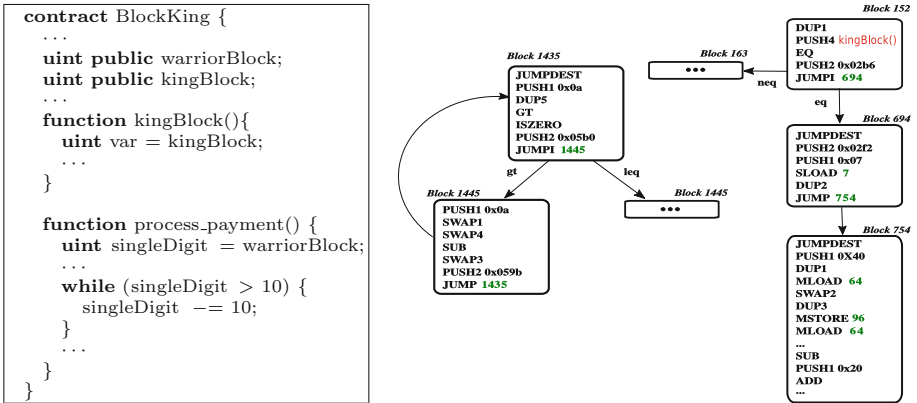 contract BlockKing {
...
uint public warriorBlock;
uint public kingBlock;
...
function kingBlock(){
uint var = kingBlock;
...
}
function process_payment() {
uint singleDigit = warriorBlock;
...
while (singleDigit > 10) {
singleDigit −= 10;
}
...
}
}
Block 1435
JUMPDEST
PUSH1 0x0a
DUP5
GT
ISZERO
PUSH2 0x05b0
JUMPI 1445
gt
leq
Block 1445
PUSH1 0x0a
SWAP1
SWAP4
SUB
SWAP3
PUSH2 0x059b
JUMP 1435
Block 1445
...
Block 152
DUP1
PUSH4 kingBlock()
EQ
PUSH2 0x02b6
JUMPI 694
Block 163
...
neq
eq
Block 694
JUMPDEST
PUSH2 0x02f2
PUSH1 0x07
SLOAD 7
DUP2
JUMP 754
Block 754
JUMPDEST
PUSH1 0X40
DUP1
MLOAD 64
SWAP2
DUP3
MSTORE 96
MLOAD 64
...
SUB
PUSH1 0x20
ADD
...